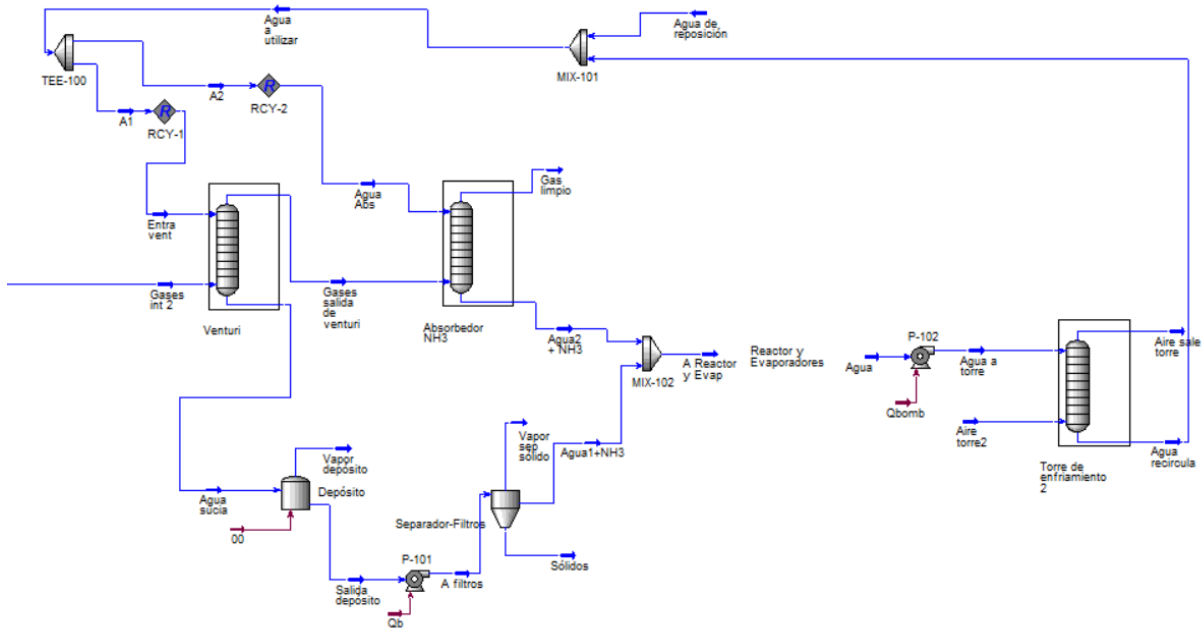 Agua
a
utilizar
Agua de
reposición
MIX-101
TEE-100
A1
RCY-1
A2
RCY-2
Agua
Abs
Gas
limpio
Entra
vent
Gases
int 2
Venturi
Gases
salida
de
venturi
Absorbedor
NH3
Agua2
+ NH3
MIX-102
A Reactor
y Evap
Reactor y
Evaporadores
Agua
P-102
Qbomb
Agua a
torre
Aire
torre2
Aire sale
torre
Agua
recircula
Torre de
enfriamiento
2
Vapor
deposito
Depósito
Agua
sucia
00
Salida
deposito
P-101
Qb
A filtros
Separador-Filtros
Vapor
sep
solido
Agua1+NH3
Sólidos